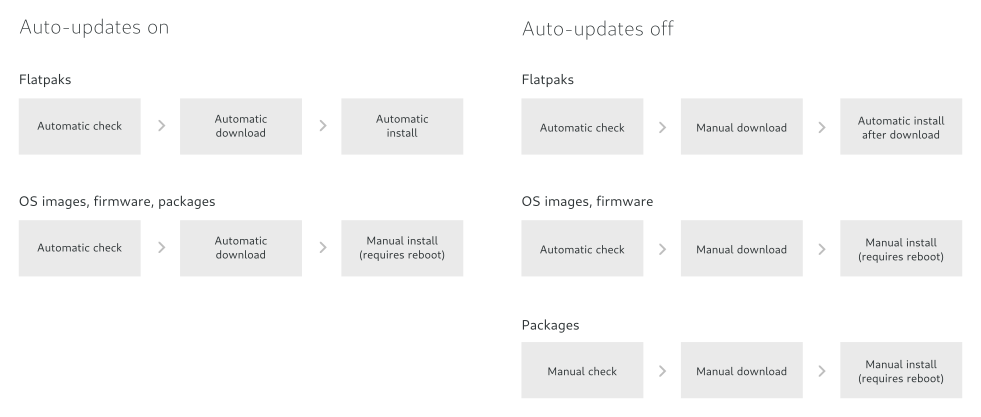 Auto-updates on
Flatpaks
Automatic check
Automatic
download
Automatic
install
OS images, firmware, packages
Automatic check
Automatic
download
Manual install
(requires reboot)
Auto-updates off
Flatpaks
Automatic check
Manual download
Automatic install
after download
OS images, firmware
Automatic check
Manual download
Manual install
(requires reboot)
Packages
Manual check
Manual download
Manual install
(requires reboot)